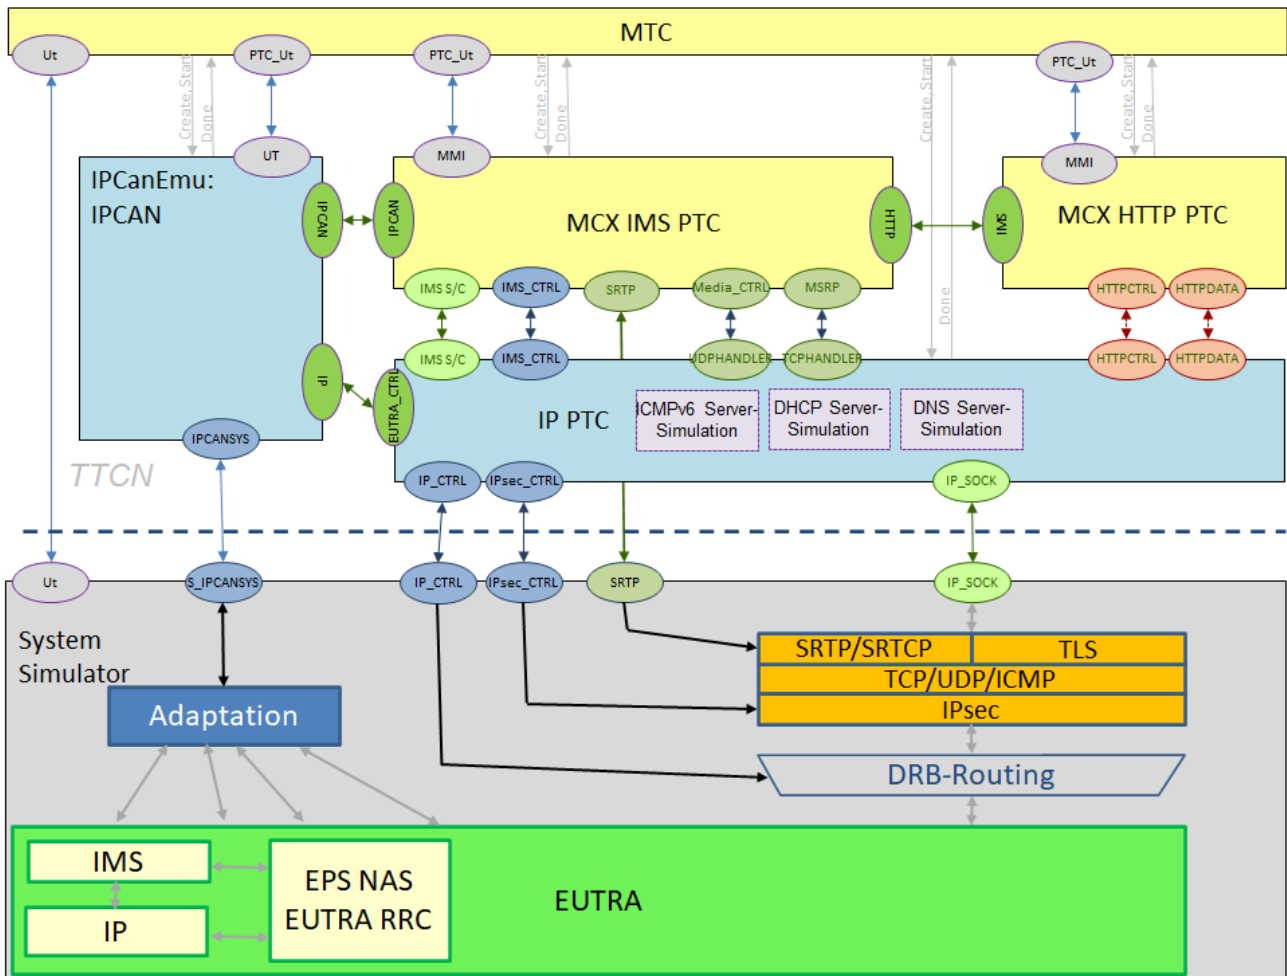 MTC
Ut
PTC_Ut
PTC_Ut
PTC_Ut
Create, Start
Done
Create, Start
Done
Create, Start
Done
Create, Start
Done
UT
MMI
MMI
IPCanEmu:
IPCAN
IPCAN
IPCAN
MCX IMS PTC
HTTP
SMI
MCX HTTP PTC
IMS S/C
IMS_CTRL
SRTP
Media_CTRL
MSRP
HTTPCTRL
HTTPDATA
IMS S/C
IMS_CTRL
UDPHANDLER
TCPHANDLER
HTTPCTRL
HTTPDATA
IP
EUTRA_CTRL
IP PTC
ICMPv6 Server-
Simulation
DHCP Server-
Simulation
DNS Server-
Simulation
IPCANSYS
TTCN
IP_CTRL
IPsec_CTRL
IP_SOCK
Ut
S_IPCANSYS
IP_CTRL
IPsec_CTRL
SRTP
IP_SOCK
System
Simulator
SRTP/SRTCP
TLS
TCP/UDP/ICMP
IPsec
Adaptation
DRB-Routing
IMS
EPS NAS
EUTRA RRC
IP
EUTRA